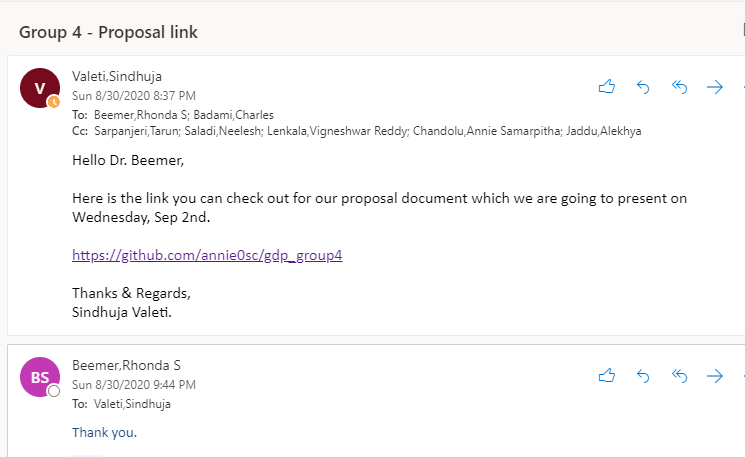 Group 4 - Proposal link
V
Valeti,Sindhuja
Sun 8/30/2020 8:37 PM
To: Beemer,Rhonda S; Badami,Charles
Cc: Sarpanjeri,Tarun; Saladi,Neelesh; Lenkala,Vigneshwar Reddy; Chandolu,Annie Samarpitha; Jaddu,Alekhya
Hello Dr. Beemer,
Here is the link you can check out for our proposal document which we are going to present on
Wednesday, Sep 2nd.
https://github.com/annie0sc/gdp_group4
Thanks & Regards,
Sindhuja Valeti.
BS
Beemer,Rhonda S
Sun 8/30/2020 9:44 PM
To: Valeti,Sindhuja
Thank you.